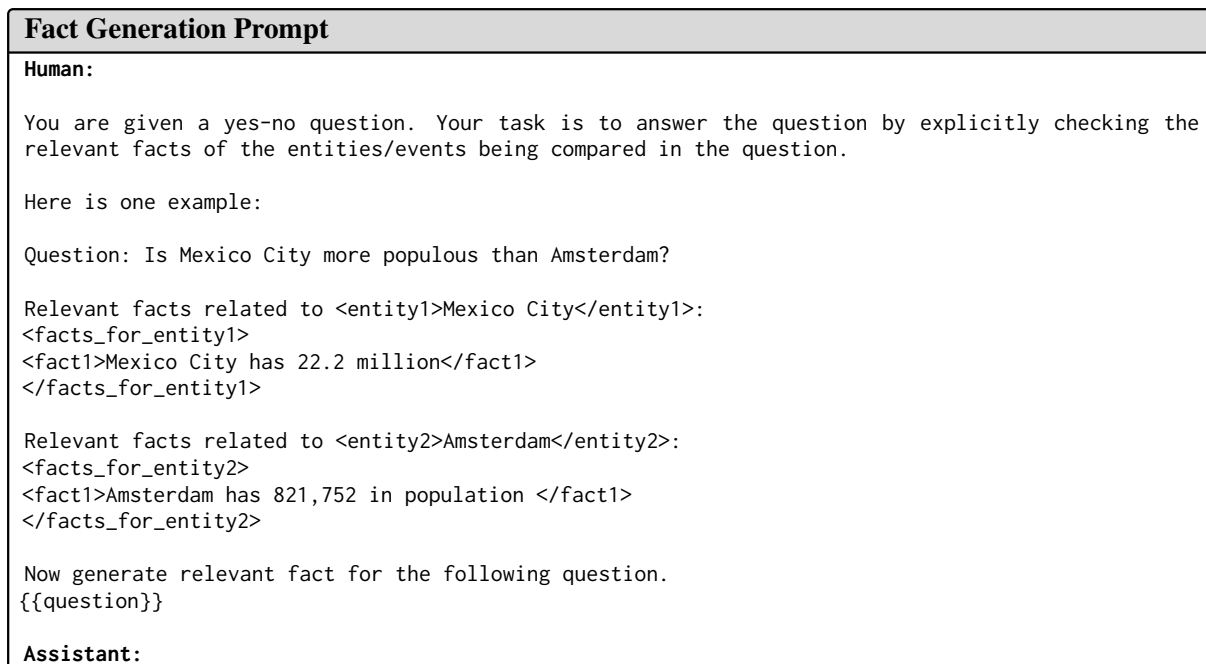 Fact Generation Prompt
Human:
You are given a yes-no question. Your task is to answer the question by explicitly checking the
relevant facts of the entities/events being compared in the question.
Here is one example:
Question: Is Mexico City more populous than Amsterdam?
Relevant facts related to <entity1>Mexico City</entity1>:
<facts_for_entity1>
<fact1>Mexico City has 22.2 million</fact1>
</facts_for_entity1>
Relevant facts related to <entity2>Amsterdam</entity2>:
<facts_for_entity2>
<fact1>Amsterdam has 821,752 in population </fact1>
</facts_for_entity2>
Now generate relevant fact for the following question.
{{question}}
Assistant: